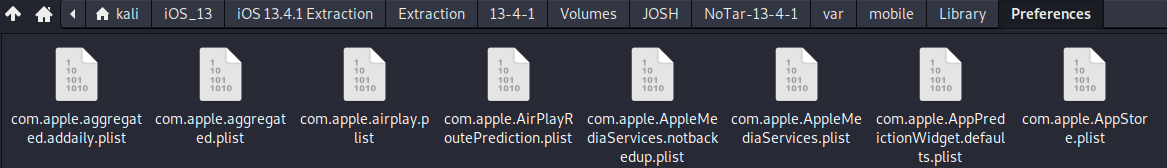 kali iOS_13 iOS 13.4.1 Extraction Extraction 13-4-1 Volumes JOSH NoTar-13-4-1 var mobile Library Preferences
1 1 1 1 1 1 1 1
10 10 10 10 10 10 10 10
101 101 101 101 101 101 101 101
1010 1010 1010 1010 1010 1010 1010 1010
com.apple.aggregat
ed.addaily.plist
com.apple.aggregat
ed.plist
com.apple.airplay.p
list
com.apple.AirPlayR
outePrediction.plist
com.apple.AppleMe
diaServices.notbac
kedup.plist
com.apple.AppleMe
diaServices.plist
com.apple.AppPred
ictionWidget.defaul
ts.plist
com.apple.AppStor
e.plist